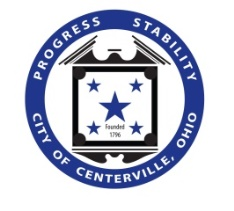 PROGRESS STABILITY
Founded
1796
CITY OF CENTERVILLE, OHIO